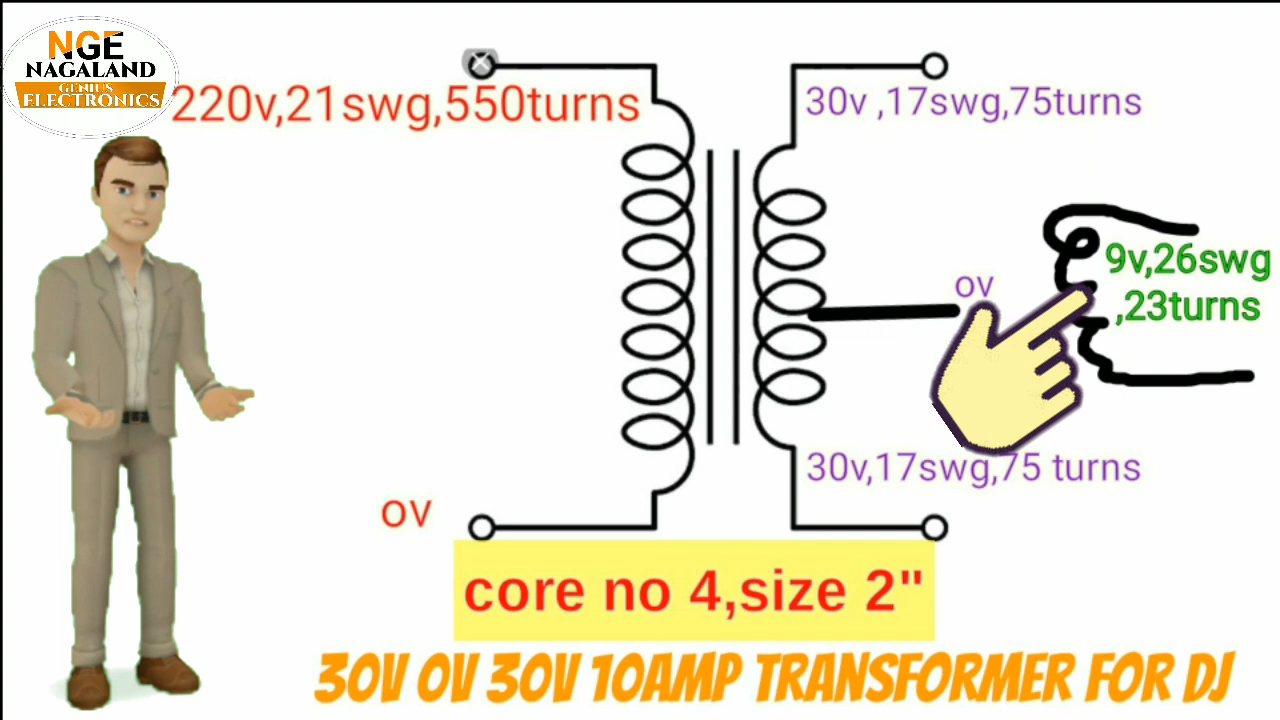 NGE
NAGALAND
GENIUS
ELECTRONICS
220v,21swg,550turns
30v ,17swg,75turns
9v,26swg
,23turns
ov
30v,17swg,75 turns
ov
core no 4,size 2"
30V 0V 30V 10AMP TRANSFORMER FOR DJ